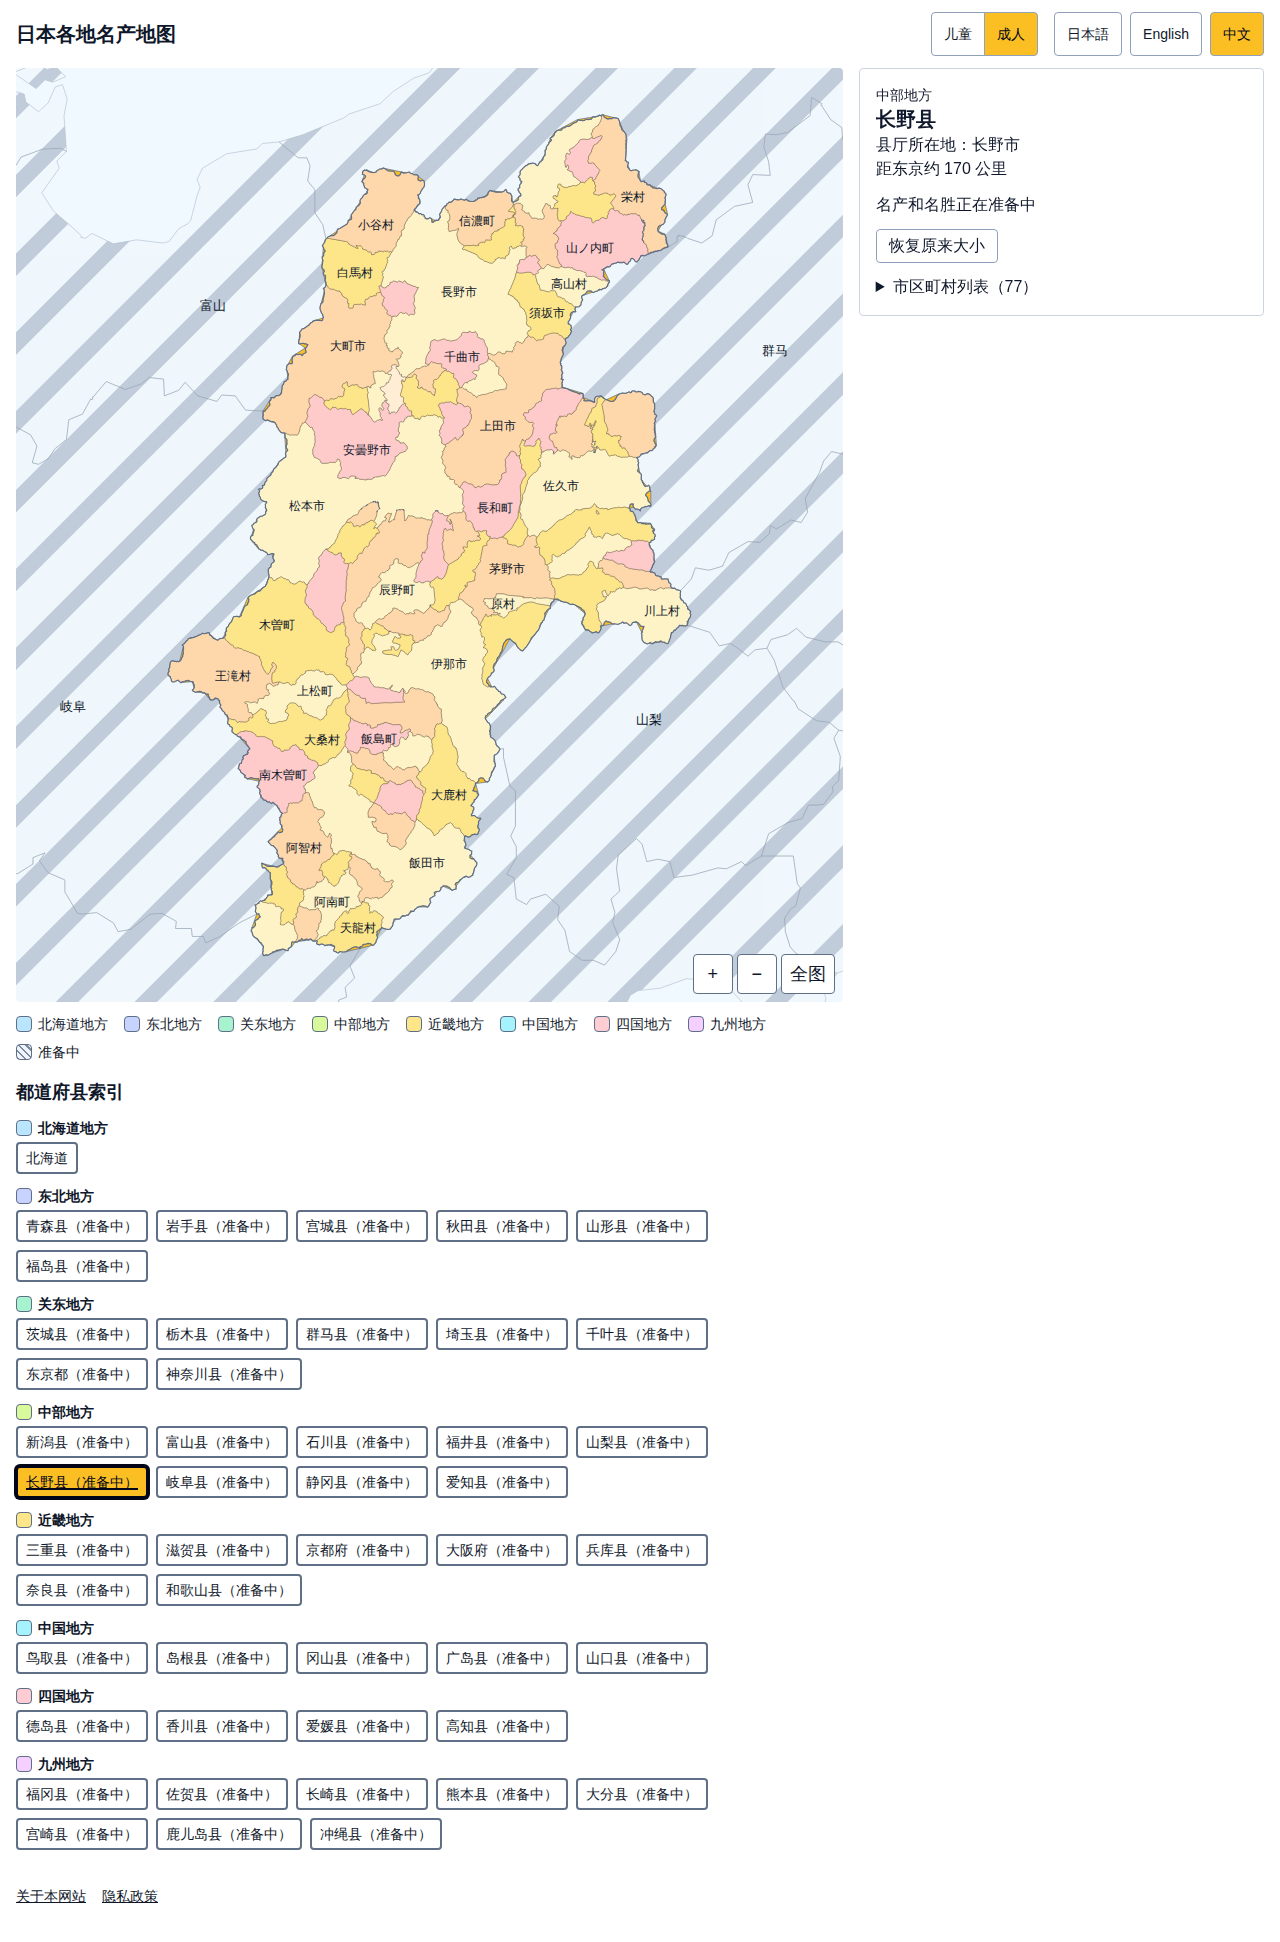 日本各地名产地图
儿童 成人 日本語 English 中文
中部地方
长野县
县厅所在地：长野市
距东京约 170 公里
名产和名胜正在准备中
恢复原来大小
▶ 市区町村列表（77）
栄村
小谷村
信濃町
山ノ内町
白馬村
高山村
長野市
須坂市
富山
大町市
群马
千曲市
上田市
安曇野市
佐久市
松本市
長和町
茅野市
辰野町
原村
川上村
木曽町
伊那市
王滝村
上松町
岐阜
山梨
大桑村
飯島町
南木曽町
大鹿村
阿智村
飯田市
阿南町
天龍村
+ − 全图
北海道地方 东北地方 关东地方 中部地方 近畿地方 中国地方 四国地方 九州地方
准备中
都道府县索引
北海道地方
北海道
东北地方
青森县（准备中） 岩手县（准备中） 宫城县（准备中） 秋田县（准备中） 山形县（准备中）
福岛县（准备中）
关东地方
茨城县（准备中） 栃木县（准备中） 群马县（准备中） 埼玉县（准备中） 千叶县（准备中）
东京都（准备中） 神奈川县（准备中）
中部地方
新潟县（准备中） 富山县（准备中） 石川县（准备中） 福井县（准备中） 山梨县（准备中）
长野县（准备中） 岐阜县（准备中） 静冈县（准备中） 爱知县（准备中）
近畿地方
三重县（准备中） 滋贺县（准备中） 京都府（准备中） 大阪府（准备中） 兵库县（准备中）
奈良县（准备中） 和歌山县（准备中）
中国地方
鸟取县（准备中） 岛根县（准备中） 冈山县（准备中） 广岛县（准备中） 山口县（准备中）
四国地方
德岛县（准备中） 香川县（准备中） 爱媛县（准备中） 高知县（准备中）
九州地方
福冈县（准备中） 佐贺县（准备中） 长崎县（准备中） 熊本县（准备中） 大分县（准备中）
宫崎县（准备中） 鹿儿岛县（准备中） 冲绳县（准备中）
关于本网站 隐私政策